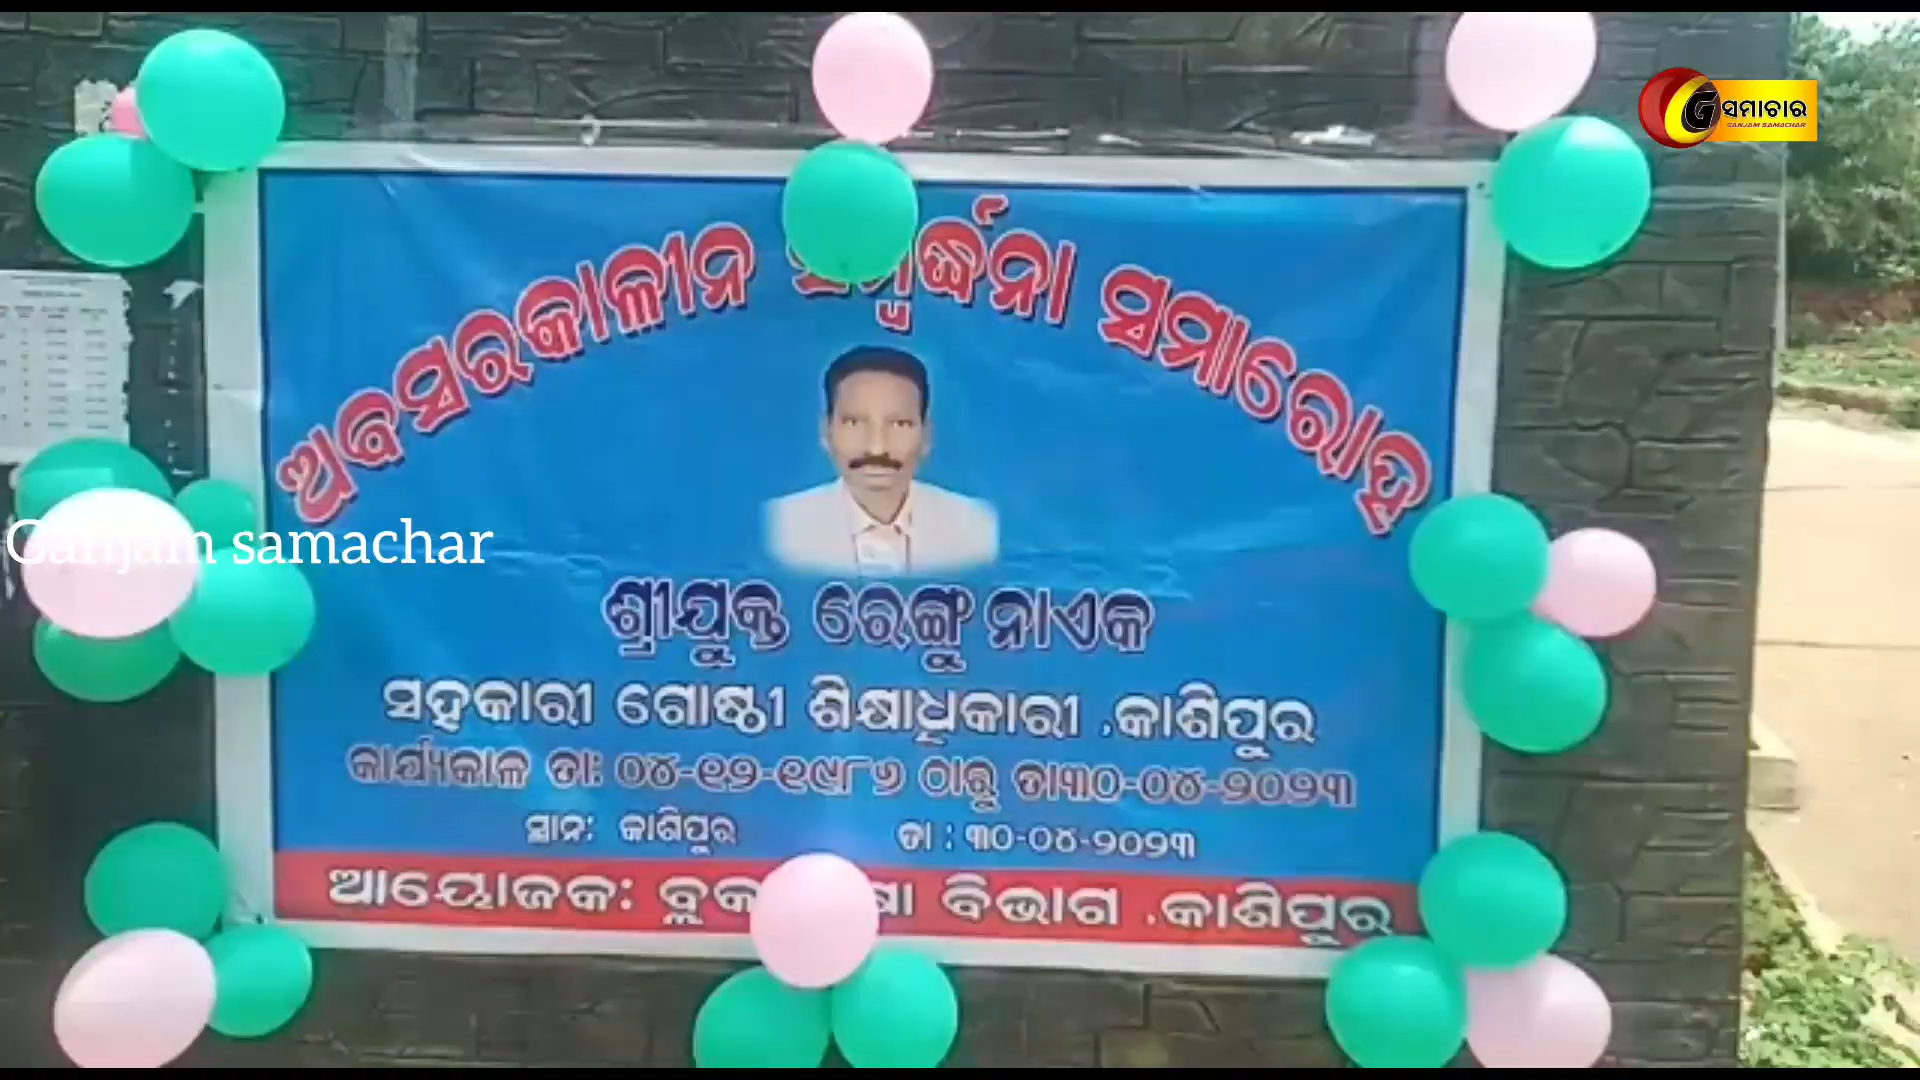 ସମାଚାର
GANJAM SAMACHAR
ଅବସରକାଳୀନ ସମ୍ବର୍ଦ୍ଧନା ସମାରୋହ
Ganjam samachar
ଶ୍ରୀଯୁକ୍ତ ରେଙ୍ଗୁ ନାଏକ
ସହକାରୀ ଗୋଷ୍ଠୀ ଶିକ୍ଷାଧିକାରୀ .କାଶିପୁର
କାର୍ଯ୍ୟକାଳ ତା: ୦୪-୧୨-୧୯୮୬ ଠାରୁ ତା୩୦-୦୪-୨୦୨୩
ସ୍ଥାନ: କାଶିପୁର ତା : ୩୦-୦୪-୨୦୨୩
ଆୟୋଜକ: ବ୍ଲକ ବିଭାଗ .କାଶିପୁର